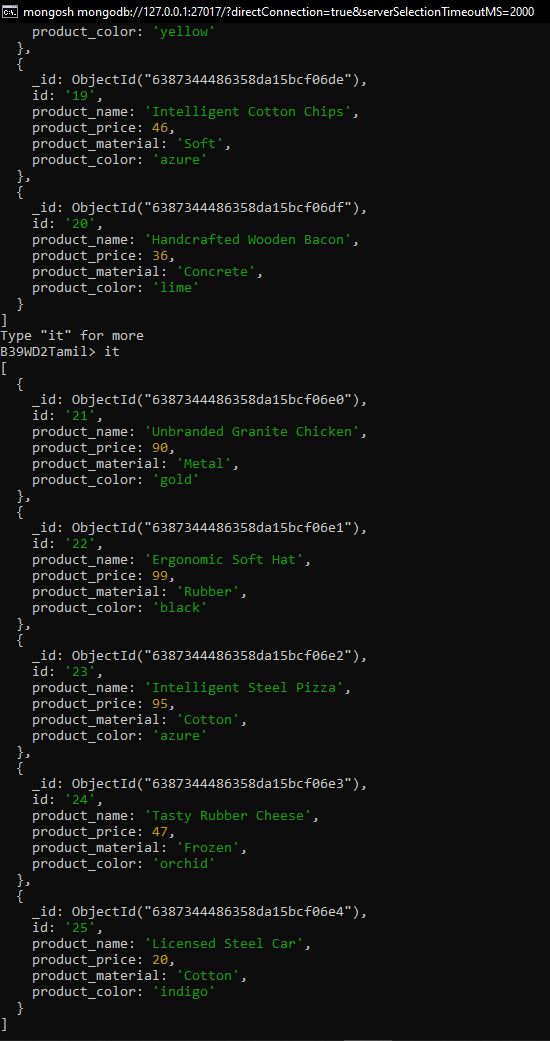 mongosh mongodb://127.0.0.1:27017/?directConnection=true&serverSelectionTimeoutMS=2000
    product_color: 'yellow'
  },
  {
    _id: ObjectId("6387344486358da15bcf06de"),
    id: '19',
    product_name: 'Intelligent Cotton Chips',
    product_price: 46,
    product_material: 'Soft',
    product_color: 'azure'
  },
  {
    _id: ObjectId("6387344486358da15bcf06df"),
    id: '20',
    product_name: 'Handcrafted Wooden Bacon',
    product_price: 36,
    product_material: 'Concrete',
    product_color: 'lime'
  }
]
Type "it" for more
B39WD2Tamil> it
[
  {
    _id: ObjectId("6387344486358da15bcf06e0"),
    id: '21',
    product_name: 'Unbranded Granite Chicken',
    product_price: 90,
    product_material: 'Metal',
    product_color: 'gold'
  },
  {
    _id: ObjectId("6387344486358da15bcf06e1"),
    id: '22',
    product_name: 'Ergonomic Soft Hat',
    product_price: 99,
    product_material: 'Rubber',
    product_color: 'black'
  },
  {
    _id: ObjectId("6387344486358da15bcf06e2"),
    id: '23',
    product_name: 'Intelligent Steel Pizza',
    product_price: 95,
    product_material: 'Cotton',
    product_color: 'azure'
  },
  {
    _id: ObjectId("6387344486358da15bcf06e3"),
    id: '24',
    product_name: 'Tasty Rubber Cheese',
    product_price: 47,
    product_material: 'Frozen',
    product_color: 'orchid'
  },
  {
    _id: ObjectId("6387344486358da15bcf06e4"),
    id: '25',
    product_name: 'Licensed Steel Car',
    product_price: 20,
    product_material: 'Cotton',
    product_color: 'indigo'
  }
]